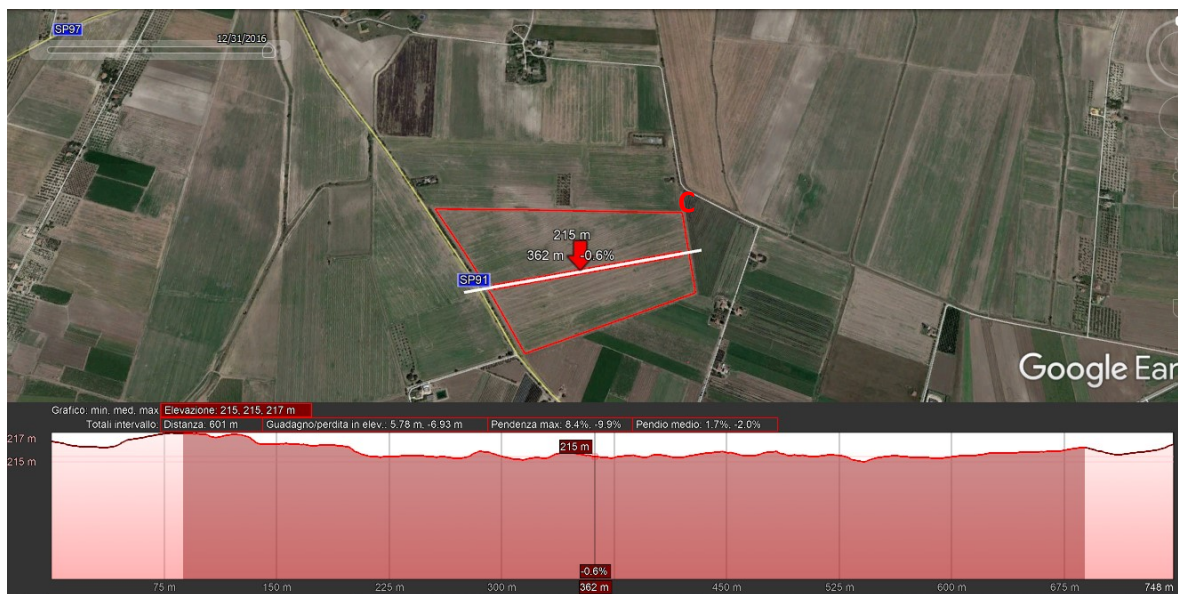 SP97
12/31/2016
C
215 m
362 m -0.6%
SP91
Google Ear
Grafico: min. med. max Elevazione: 215, 215, 217 m
Totali intervallo: Distanza: 601 m Guadagno/perdita in elev.: 5.78 m. -6.93 m Pendenza max: 8.4%. -9.9% Pendio medio: 1.7%. -2.0%
217 m
215 m
215 m
-0.6%
75 m 150 m 225 m 300 m 362 m 450 m 525 m 600 m 675 m 748 m